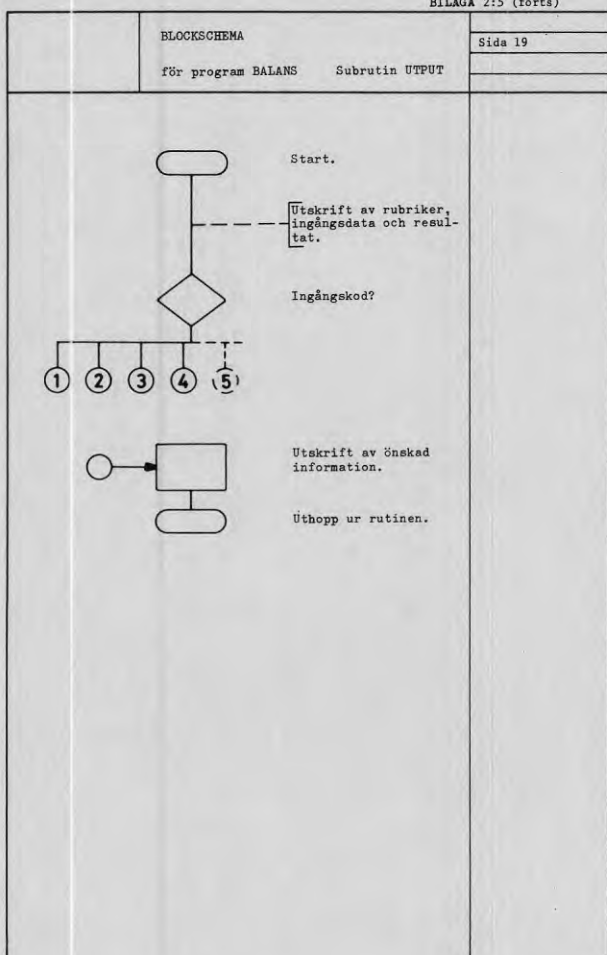 BILAGA 2:5 (forts)
BLOCKSCHEMA
Sida 19
för program BALANS Subrutin UTPUT
Start.
Utskrift av rubriker,
ingångsdata och resul-
tat.
Ingångskod?
1 2 3 4 5
Utskrift av önskad
information.
Uthopp ur rutinen.